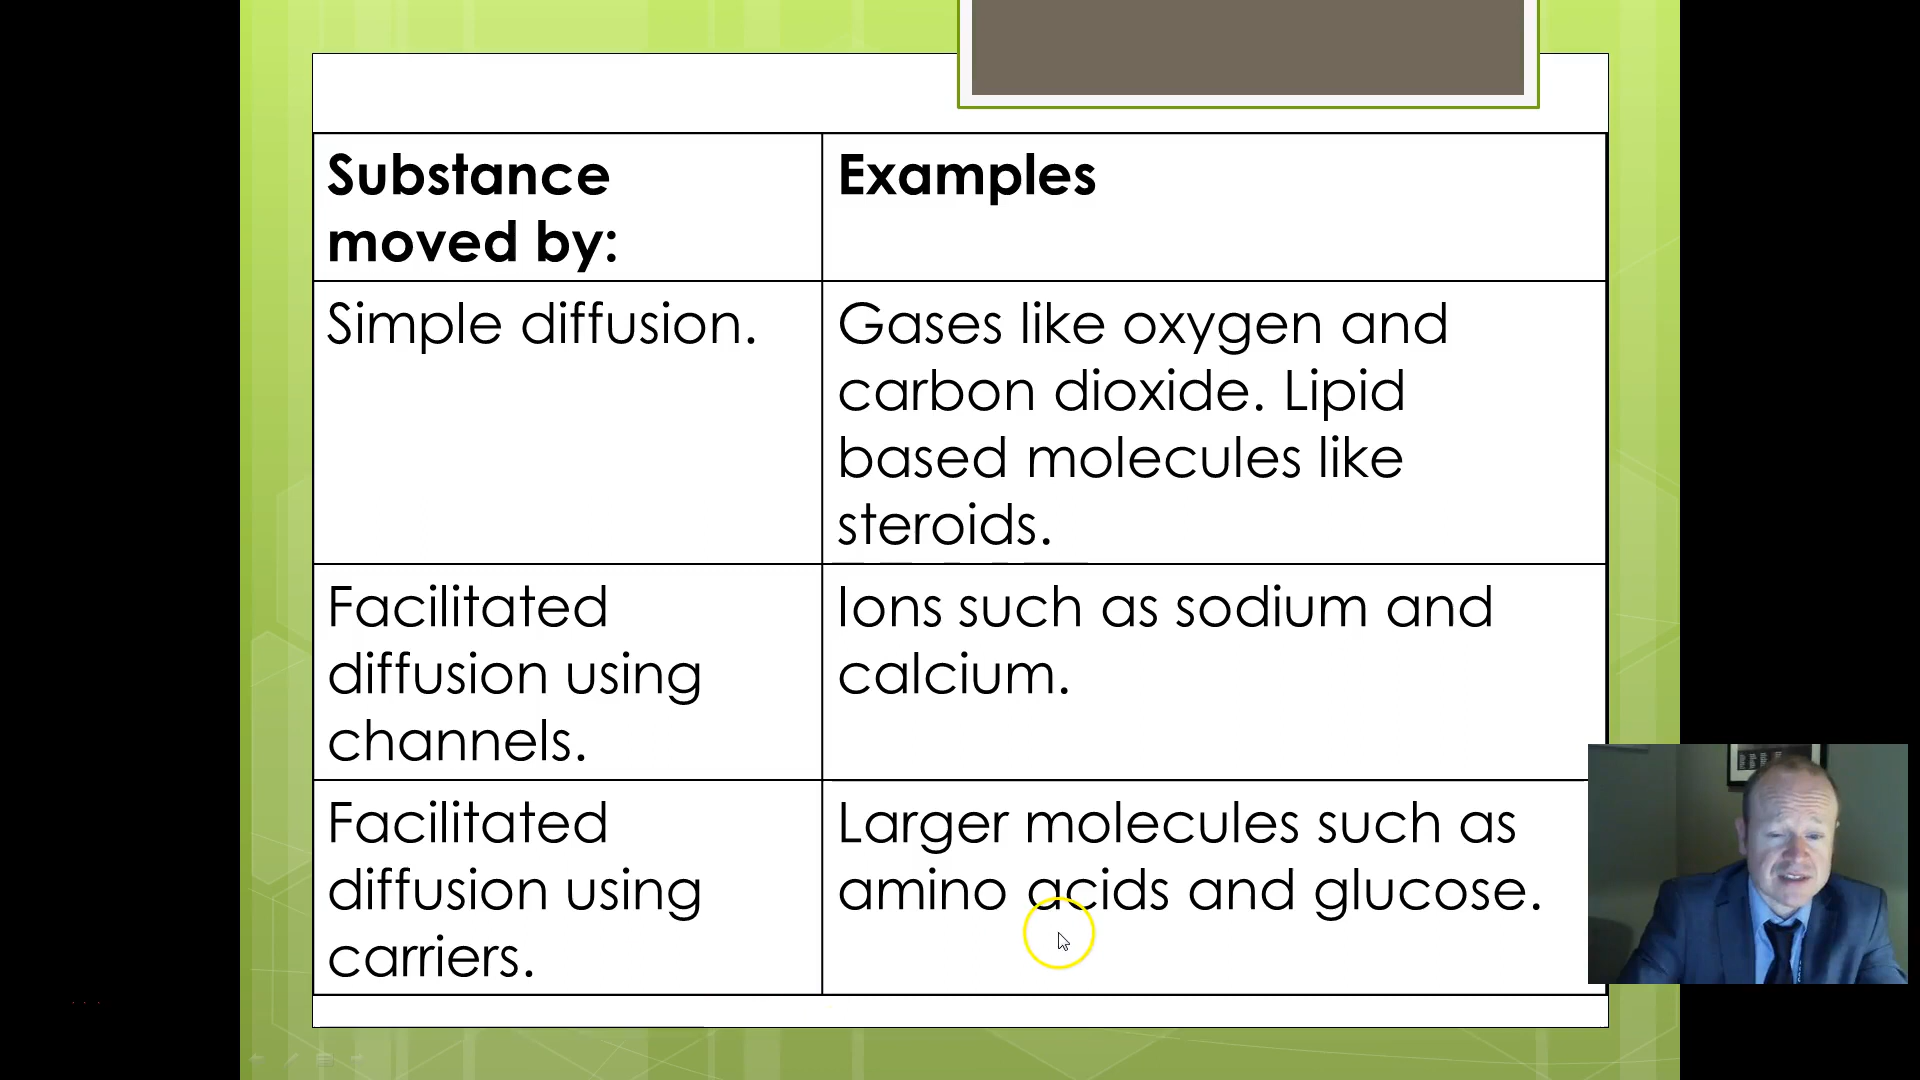 Substance
moved by:
Examples
Simple diffusion.
Gases like oxygen and
carbon dioxide. Lipid
based molecules like
steroids.
Facilitated
diffusion using
channels.
Ions such as sodium and
calcium.
Facilitated
diffusion using
carriers.
Larger molecules such as
amino acids and glucose.